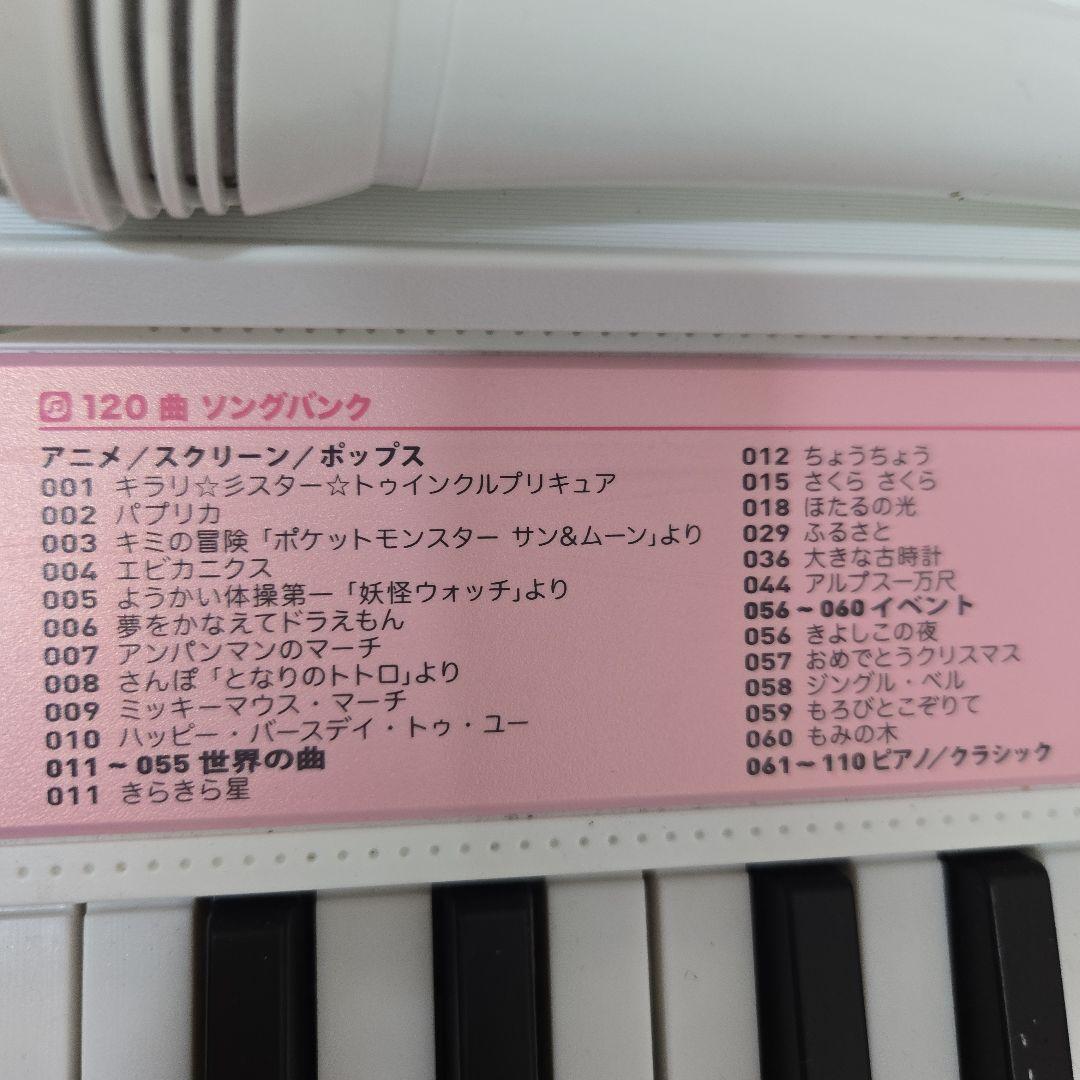 120 曲 ソングバンク
アニメ／スクリーン／ポップス
001 キラリ☆彡スター☆トゥインクルプリキュア
002 パプリカ
003 キミの冒険「ポケットモンスター サン&ムーン」より
004 エビカニクス
005 ようかい体操第一「妖怪ウォッチ」より
006 夢をかなえてドラえもん
007 アンパンマンのマーチ
008 さんぽ「となりのトトロ」より
009 ミッキーマウス・マーチ
010 ハッピー・バースデイ・トゥ・ユー
011～055 世界の曲
011 きらきら星
012 ちょうちょう
015 さくら さくら
018 ほたるの光
029 ふるさと
036 大きな古時計
044 アルプス一万尺
056～060 イベント
056 きよしこの夜
057 おめでとうクリスマス
058 ジングル・ベル
059 もろびとこぞりて
060 もみの木
061～110 ピアノ／クラシック